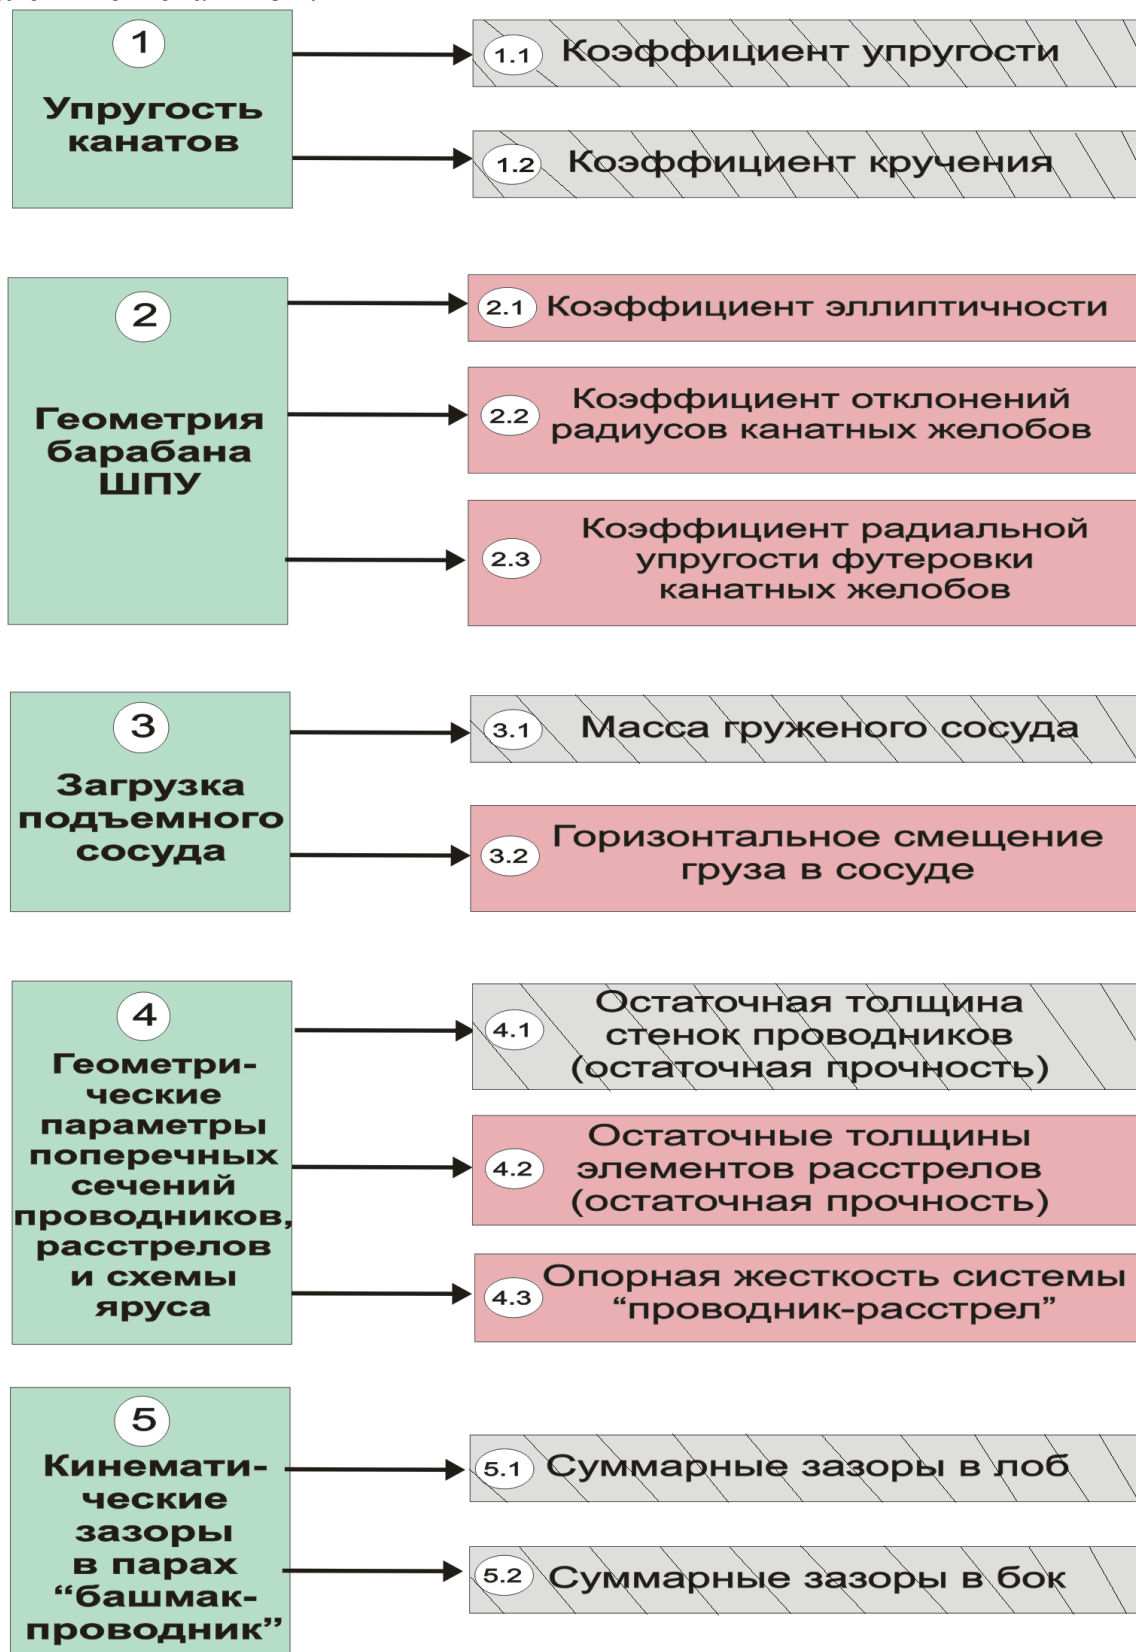 1
Упругость
канатов
1.1 Коэффициент упругости
1.2 Коэффициент кручения
2
Геометрия
барабана
ШПУ
2.1 Коэффициент эллиптичности
2.2 Коэффициент отклонений
радиусов канатных желобов
2.3 Коэффициент радиальной
упругости футеровки
канатных желобов
3
Загрузка
подъемного
сосуда
3.1 Масса груженого сосуда
3.2 Горизонтальное смещение
груза в сосуде
4
Геометри-
ческие
параметры
поперечных
сечений
проводников,
расстрелов
и схемы
яруса
4.1 Остаточная толщина
стенок проводников
(остаточная прочность)
4.2 Остаточные толщины
элементов расстрелов
(остаточная прочность)
4.3 Опорная жесткость системы
“проводник-расстрел”
5
Кинемати-
ческие
зазоры
в парах
“башмак-
проводник”
5.1 Суммарные зазоры в лоб
5.2 Суммарные зазоры в бок